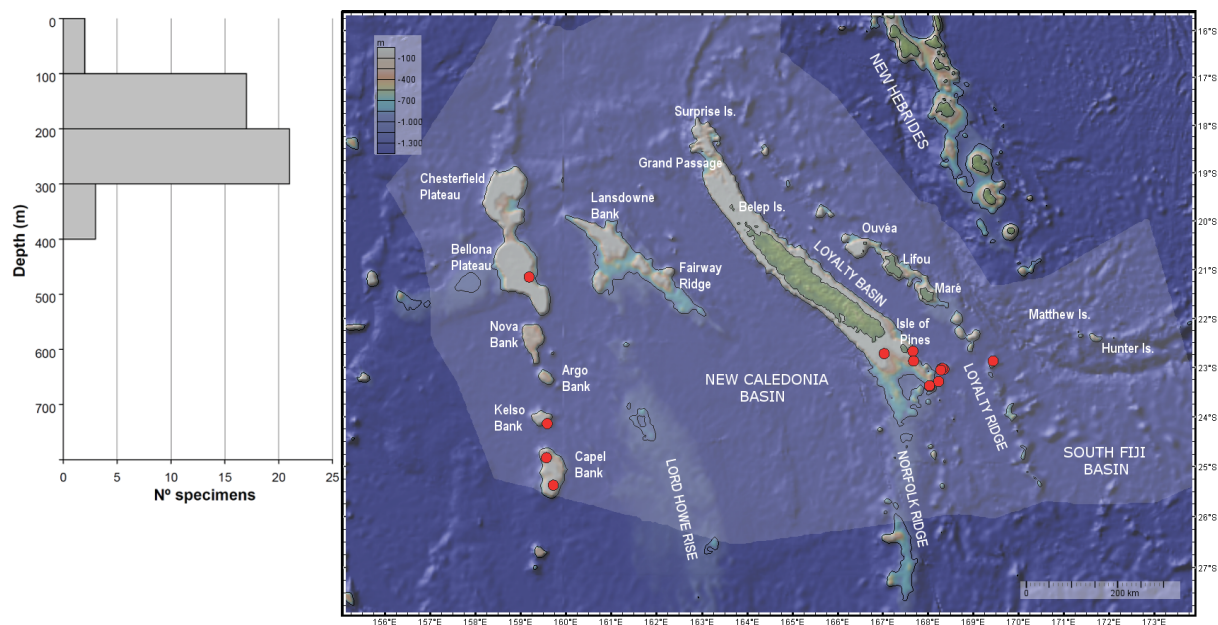 0
100
200
300
400
500
600
700
Depth (m)
0
5
10
15
20
25
Nº specimens
m
-100
-400
-700
-1.000
-1.300
Surprise Is.
Grand Passage
Chesterfield
Plateau
Lansdowne
Bank
Belep Is.
Bellona
Plateau
Fairway
Ridge
Nova
Bank
Argo
Bank
Kelso
Bank
Capel
Bank
NEW CALEDONIA
BASIN
LORD HOWE RISE
NEW HEBRIDES
Ouvéa
Lifou
Maré
LOYALTY BASIN
Isle of
Pines
Matthew Is.
Hunter Is.
LOYALTY RIDGE
NORFOLK RIDGE
SOUTH FIJI
BASIN
0
200 km
16°S
17°S
18°S
19°S
20°S
21°S
22°S
23°S
24°S
25°S
26°S
27°S
156°E
157°E
158°E
159°E
160°E
161°E
162°E
163°E
164°E
165°E
166°E
167°E
168°E
169°E
170°E
171°E
172°E
173°E